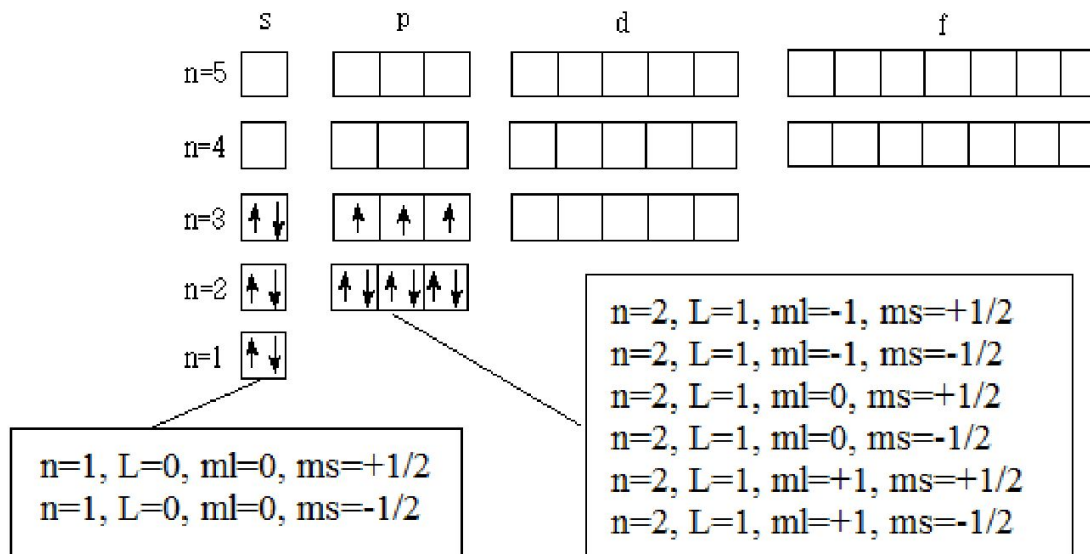 s p d f
n=5
n=4
n=3
n=2
n=1
n=2, L=1, ml=-1, ms=+1/2
n=2, L=1, ml=-1, ms=-1/2
n=2, L=1, ml=0, ms=+1/2
n=2, L=1, ml=0, ms=-1/2
n=2, L=1, ml=+1, ms=+1/2
n=2, L=1, ml=+1, ms=-1/2
n=1, L=0, ml=0, ms=+1/2
n=1, L=0, ml=0, ms=-1/2